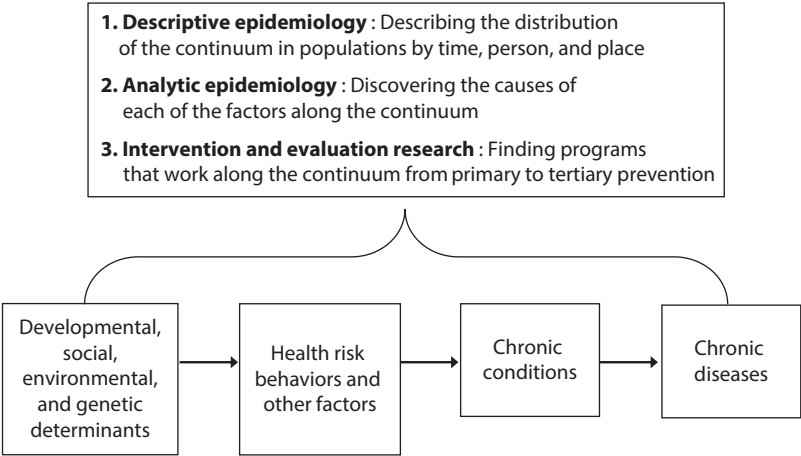 1. Descriptive epidemiology : Describing the distribution
of the continuum in populations by time, person, and place
2. Analytic epidemiology : Discovering the causes of
each of the factors along the continuum
3. Intervention and evaluation research : Finding programs
that work along the continuum from primary to tertiary prevention
Developmental,
social,
environmental,
and genetic
determinants
Health risk
behaviors and
other factors
Chronic
conditions
Chronic
diseases